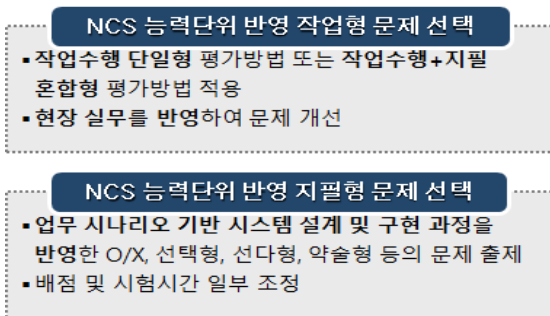 NCS 능력단위 반영 작업형 문제 선택
▪작업수행 단일형 평가방법 또는 작업수행+지필
혼합형 평가방법 적용
▪현장 실무를 반영하여 문제 개선
NCS 능력단위 반영 지필형 문제 선택
▪업무 시나리오 기반 시스템 설계 및 구현 과정을
반영한 O/X, 선택형, 선다형, 약술형 등의 문제 출제
▪배점 및 시험시간 일부 조정